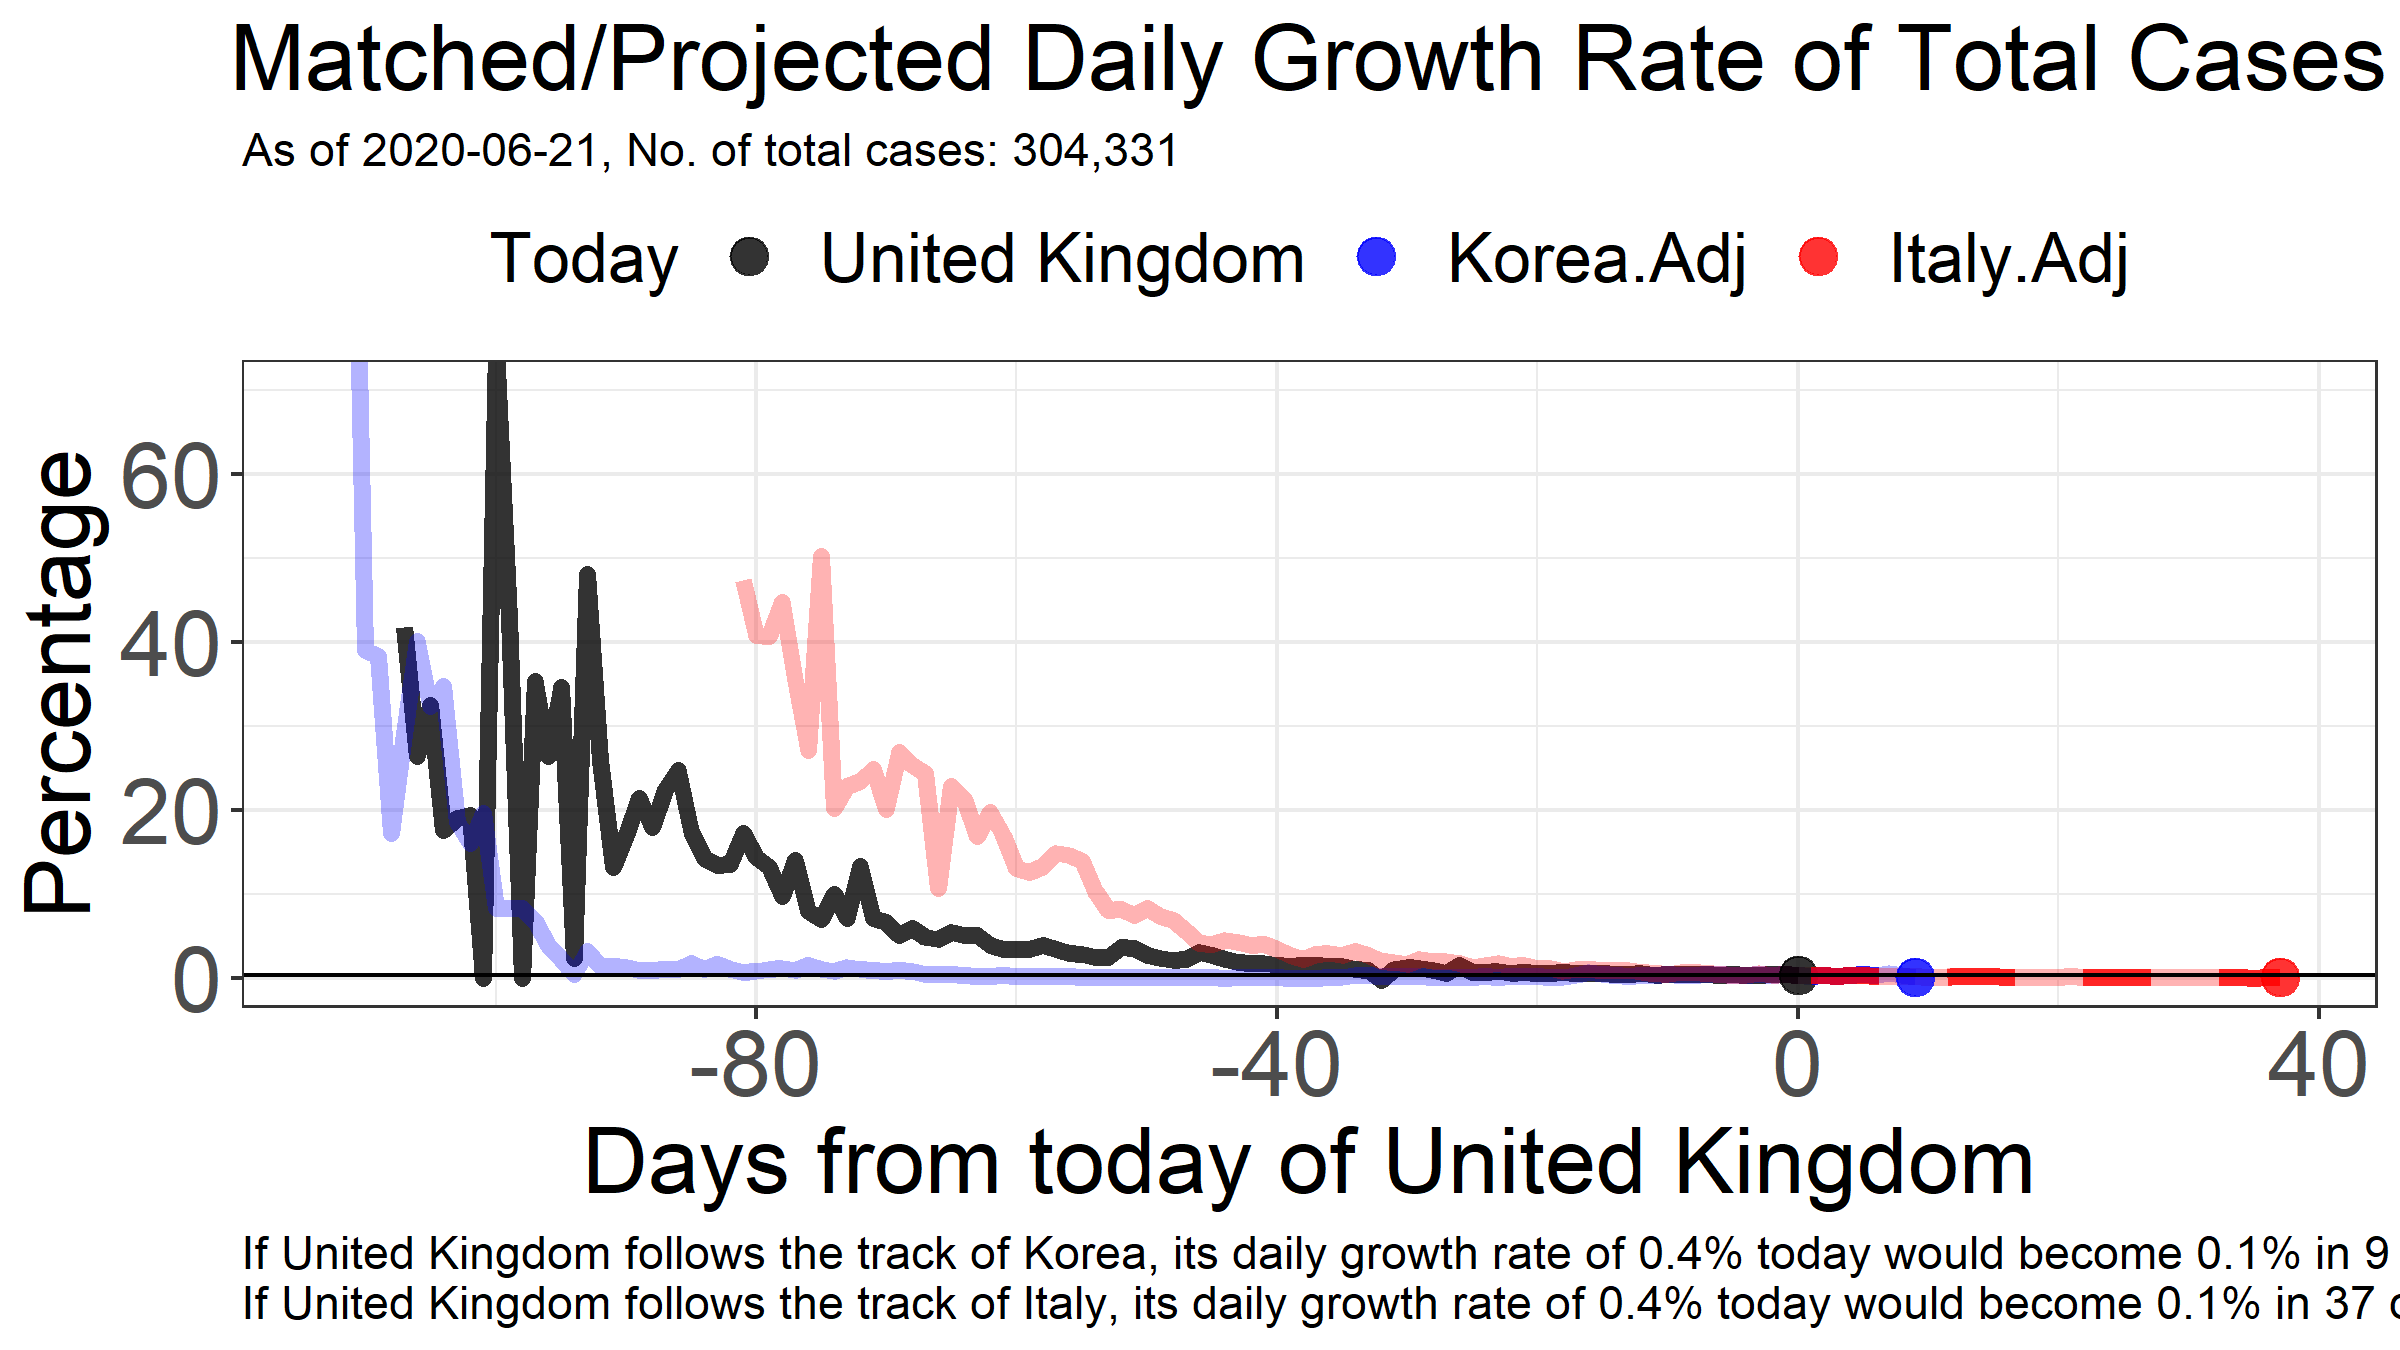 Matched/Projected Daily Growth Rate of Total Cases
As of 2020-06-21, No. of total cases: 304,331
Today United Kingdom Korea.Adj Italy.Adj
Percentage
60
40
20
0
-80 -40 0 40
Days from today of United Kingdom
If United Kingdom follows the track of Korea, its daily growth rate of 0.4% today would become 0.1% in 9
If United Kingdom follows the track of Italy, its daily growth rate of 0.4% today would become 0.1% in 37